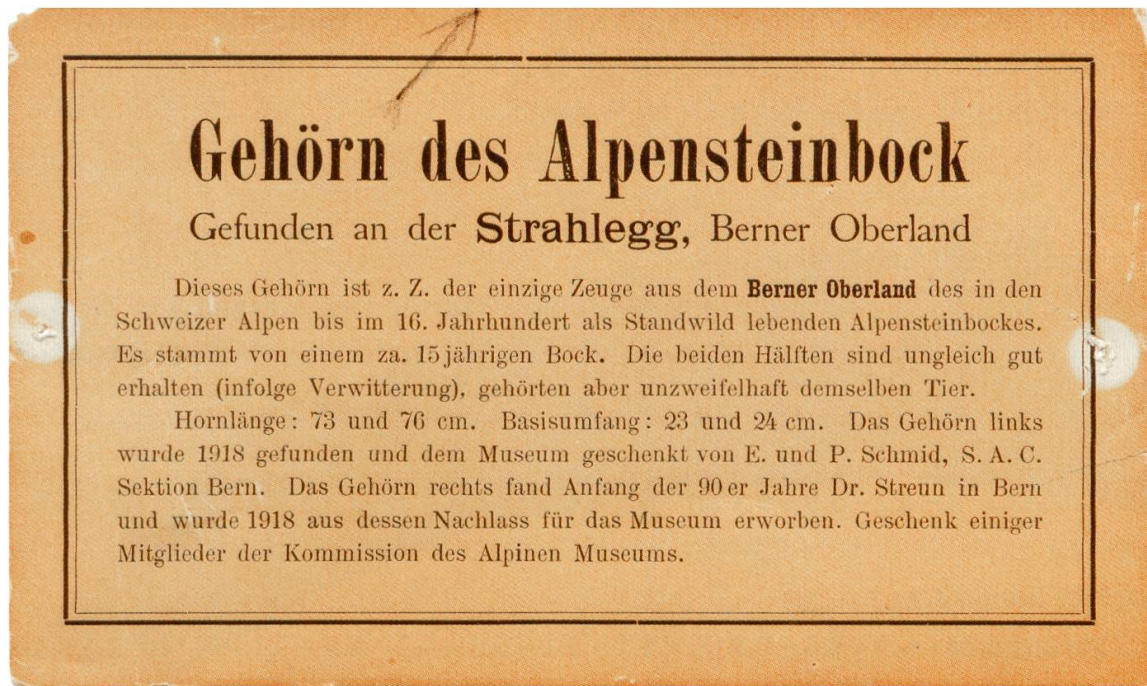 Gehörn des Alpensteinbock
Gefunden an der Strahlegg, Berner Oberland
Dieses Gehörn ist z. Z. der einzige Zeuge aus dem Berner Oberland des in den
Schweizer Alpen bis im 16. Jahrhundert als Standwild lebenden Alpensteinbockes.
Es stammt von einem za. 15jährigen Bock. Die beiden Hälften sind ungleich gut
erhalten (infolge Verwitterung), gehörten aber unzweifelhaft demselben Tier.
Hornlänge: 73 und 76 cm. Basisumfang: 23 und 24 cm. Das Gehörn links
wurde 1918 gefunden und dem Museum geschenkt von E. und P. Schmid, S. A. C.
Sektion Bern. Das Gehörn rechts fand Anfang der 90er Jahre Dr. Streun in Bern
und wurde 1918 aus dessen Nachlass für das Museum erworben. Geschenk einiger
Mitglieder der Kommission des Alpinen Museums.